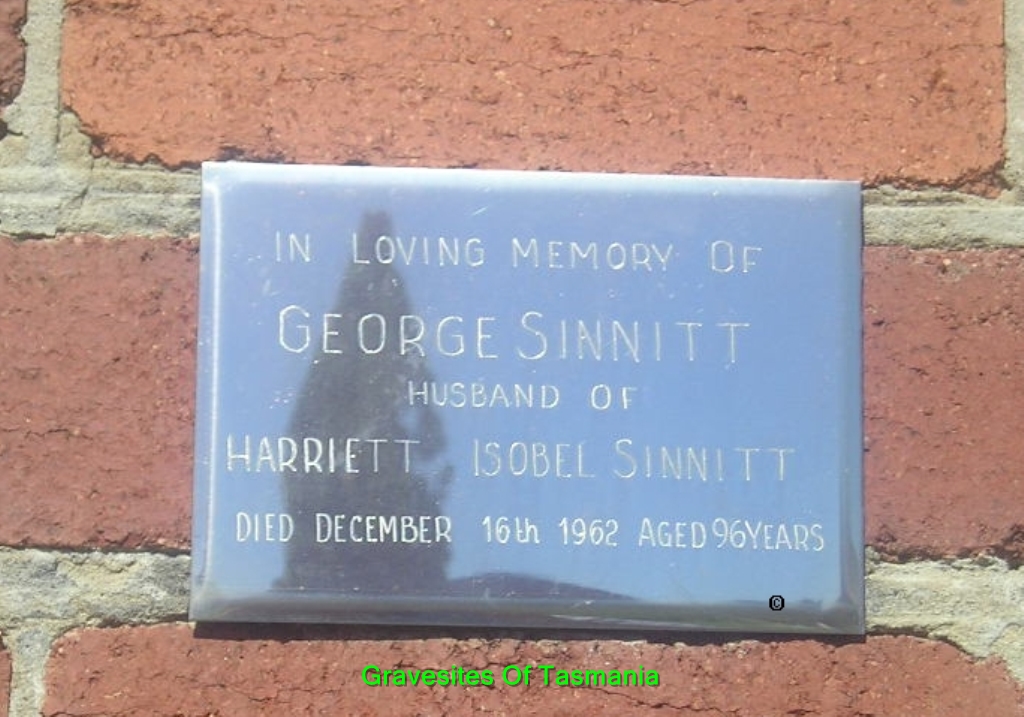 IN LOVING MEMORY OF
GEORGE SINNITT
HUSBAND OF
HARRIETT ISOBEL SINNITT
DIED DECEMBER 16th 1962 AGED 96 YEARS
©
Gravesites Of Tasmania